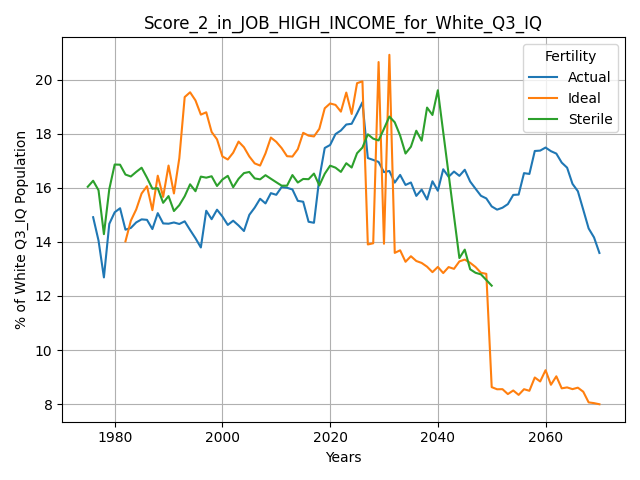 Score_2_in_JOB_HIGH_INCOME_for_White_Q3_IQ
Fertility
Actual
Ideal
Sterile
% of White Q3_IQ Population
20
18
16
14
12
10
8
1980
2000
2020
2040
2060
Years